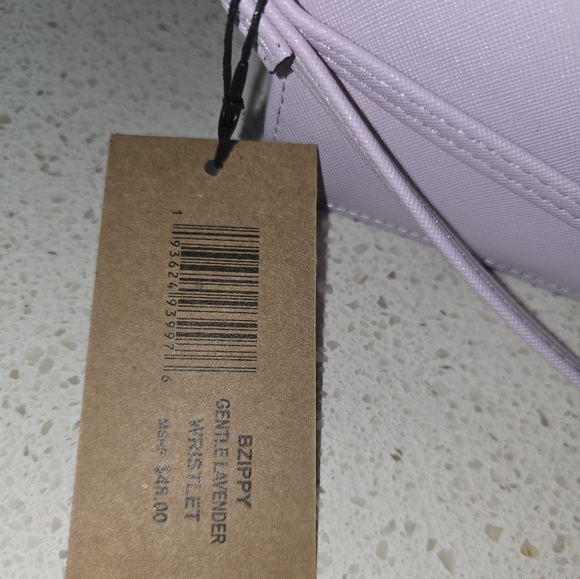 1 93624 93997 6
BZIPPY
GENTLE LAVENDER
WRISTLET
MSRP $48.00